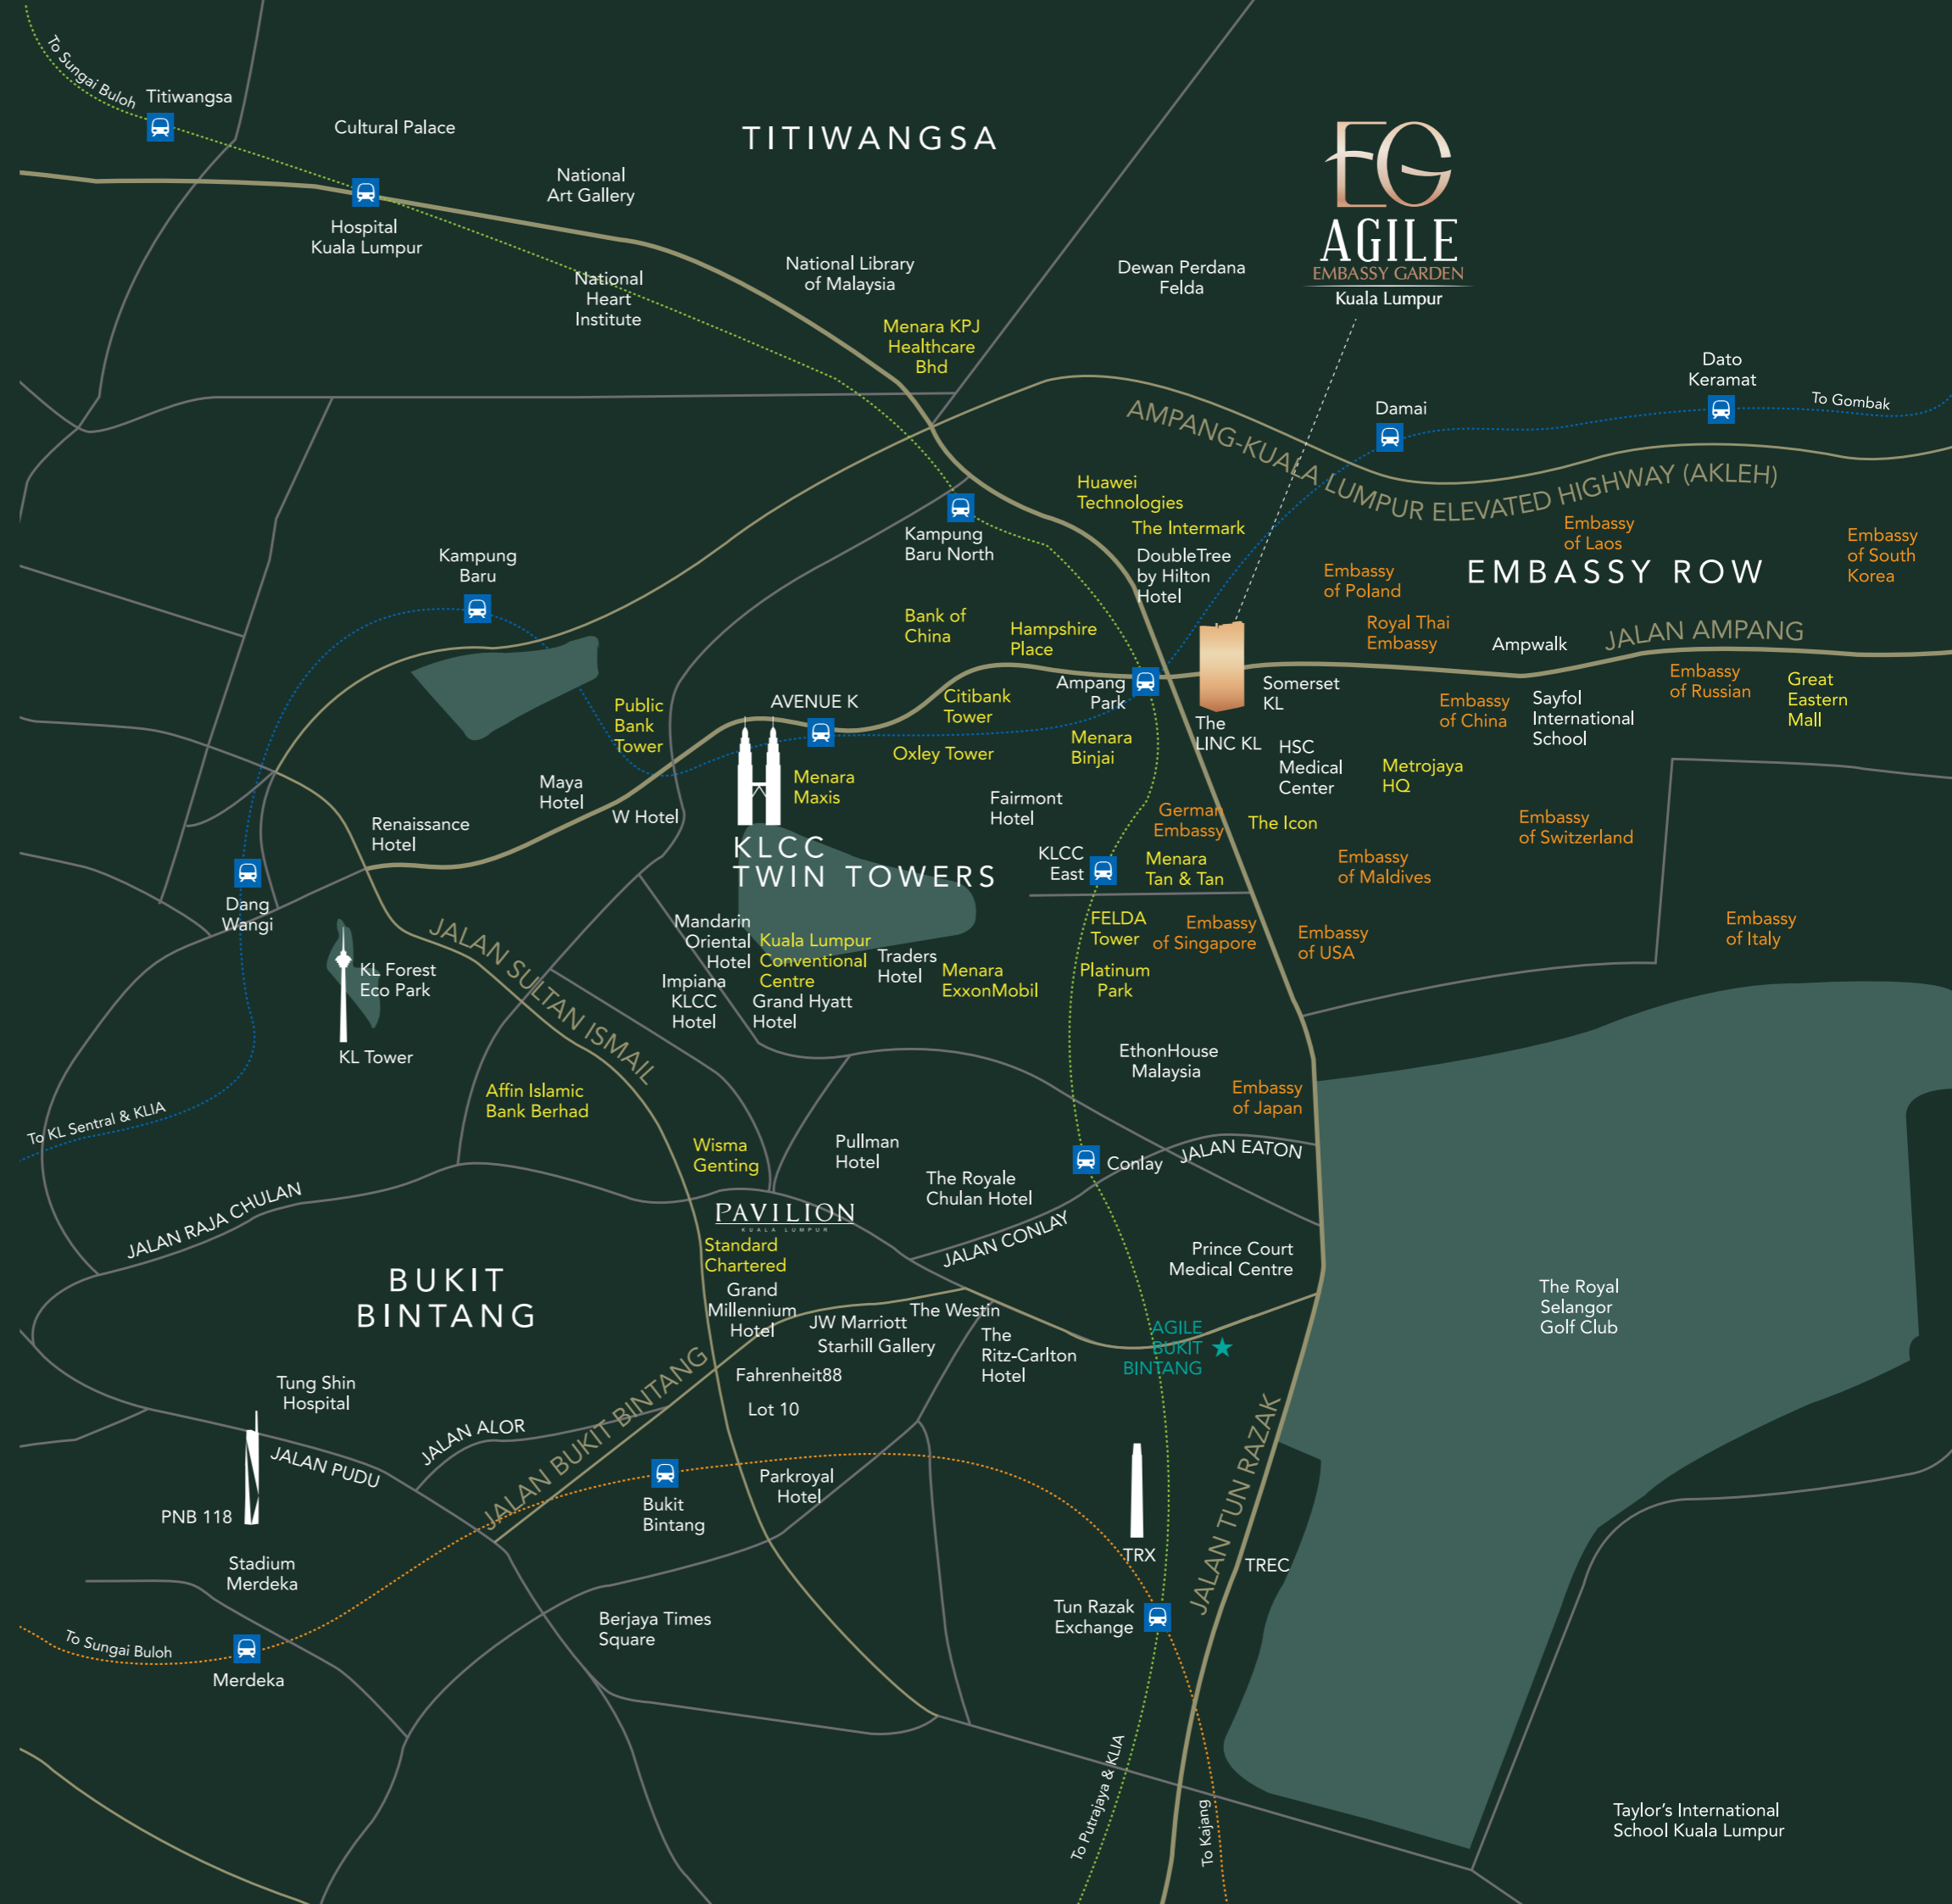 To Sungai Buloh
Titiwangsa
Cultural Palace
TITIWANGSA
EG
AGILE
EMBASSY GARDEN
Kuala Lumpur
National
Art Gallery
Hospital
Kuala Lumpur
National
Heart
Institute
National Library
of Malaysia
Dewan Perdana
Felda
Menara KPJ
Healthcare
Bhd
Dato
Keramat
To Gombak
Damai
AMPANG-KUALA LUMPUR ELEVATED HIGHWAY (AKLEH)
Huawei
Technologies
The Intermark
DoubleTree
by Hilton
Hotel
Kampung
Baru North
Kampung
Baru
Embassy
of Laos
Embassy
of South
Korea
EMBASSY ROW
Embassy
of Poland
Royal Thai
Embassy
Ampwalk
JALAN AMPANG
Bank of
China
Hampshire
Place
Ampang
Park
Somerset
KL
Embassy
of Russian
Great
Eastern
Mall
Embassy
of China
Sayfol
International
School
Public
Bank
Tower
AVENUE K
Citibank
Tower
Oxley Tower
Menara
Binjai
The
LINC KL
HSC
Medical
Center
Metrojaya
HQ
Maya
Hotel
W Hotel
Menara
Maxis
Fairmont
Hotel
German
Embassy
The Icon
Embassy
of Switzerland
Renaissance
Hotel
KLCC
TWIN TOWERS
KLCC
East
Menara
Tan & Tan
Embassy
of Maldives
Dang
Wangi
JALAN SULTAN ISMAIL
Mandarin
Oriental
Hotel
Kuala Lumpur
Conventional
Centre
Traders
Hotel
Menara
ExxonMobil
FELDA
Tower
Embassy
of Singapore
Embassy
of USA
Embassy
of Italy
Platinum
Park
KL Forest
Eco Park
Impiana
KLCC
Hotel
Grand Hyatt
Hotel
KL Tower
EthonHouse
Malaysia
Embassy
of Japan
Affin Islamic
Bank Berhad
To KL Sentral & KLIA
Wisma
Genting
Pullman
Hotel
Conlay
JALAN EATON
The Royale
Chulan Hotel
JALAN RAJA CHULAN
PAVILION
KUALA LUMPUR
JALAN CONLAY
Standard
Chartered
Prince Court
Medical Centre
BUKIT
BINTANG
Grand
Millennium
Hotel
JW Marriott
The Westin
Starhill Gallery
The
Ritz-Carlton
Hotel
AGILE
BUKIT
BINTANG
The Royal
Selangor
Golf Club
Fahrenheit88
Lot 10
Tung Shin
Hospital
JALAN ALOR
JALAN BUKIT BINTANG
JALAN PUDU
JALAN TUN RAZAK
PNB 118
Bukit
Bintang
Parkroyal
Hotel
TRX
TREC
Stadium
Merdeka
Tun Razak
Exchange
Berjaya Times
Square
To Sungai Buloh
Merdeka
To Putrajaya & KLIA
To Kajang
Taylor's International
School Kuala Lumpur